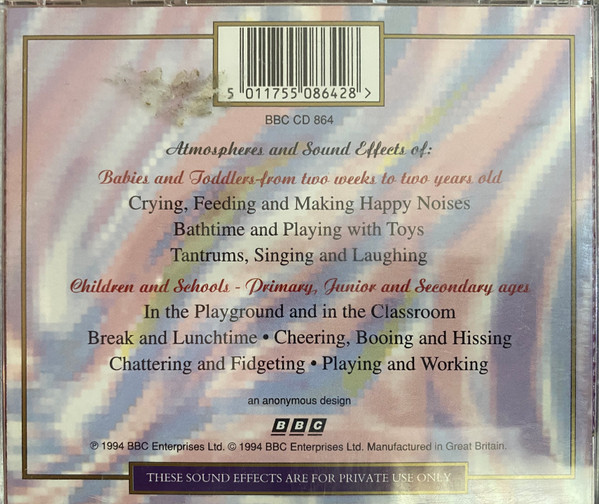 5 011755 086428 >
BBC CD 864
Atmospheres and Sound Effects of:
Babies and Toddlers-from two weeks to two years old
Crying, Feeding and Making Happy Noises
Bathtime and Playing with Toys
Tantrums, Singing and Laughing
Children and Schools - Primary, Junior and Secondary ages
In the Playground and in the Classroom
Break and Lunchtime • Cheering, Booing and Hissing
Chattering and Fidgeting • Playing and Working
an anonymous design
BBC
℗ 1994 BBC Enterprises Ltd. © 1994 BBC Enterprises Ltd. Manufactured in Great Britain.
THESE SOUND EFFECTS ARE FOR PRIVATE USE ONLY